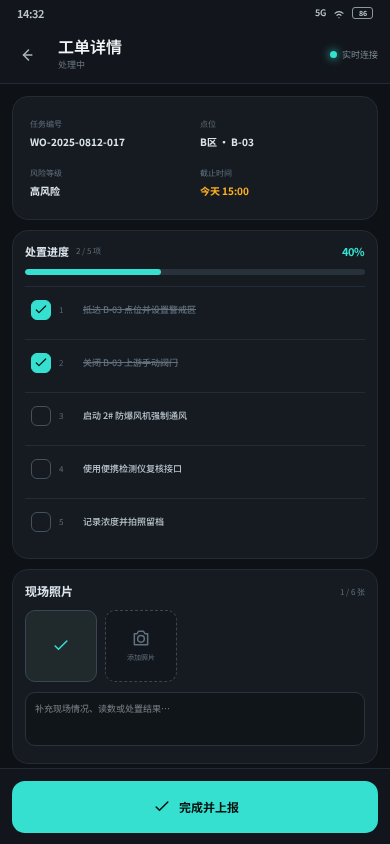 14:32
5G
86
工单详情
处理中
实时处理
任务编号
点位
WO-2025-0812-017
B区 · B-03
风险等级
截止时间
高风险
今天 15:00
处置进度
2 / 5 项
40%
1
抵达 B-03 点位并设置警戒区
2
关闭 B-03 上游手动阀门
3
启动 2# 防爆风机强制通风
4
使用便携检测仪复核接口
5
记录浓度并拍照留档
现场照片
1 / 6 张
添加照片
补充现场情况、读数或处置结果…
完成并上报